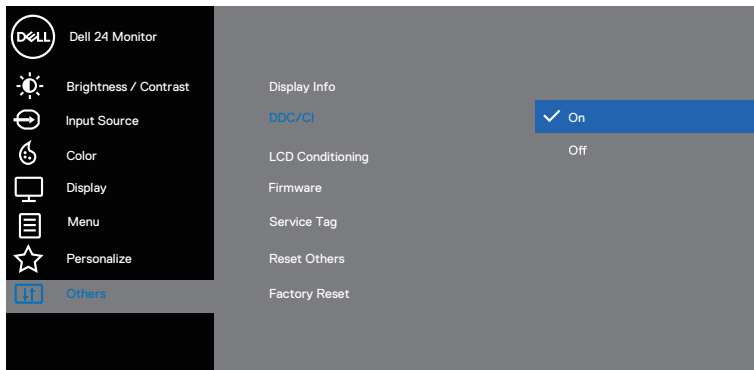 DELL
Dell 24 Monitor
Brightness / Contrast
Input Source
Color
Display
Menu
Personalize
Others
Display Info
DDC/CI
LCD Conditioning
Firmware
Service Tag
Reset Others
Factory Reset
On
Off